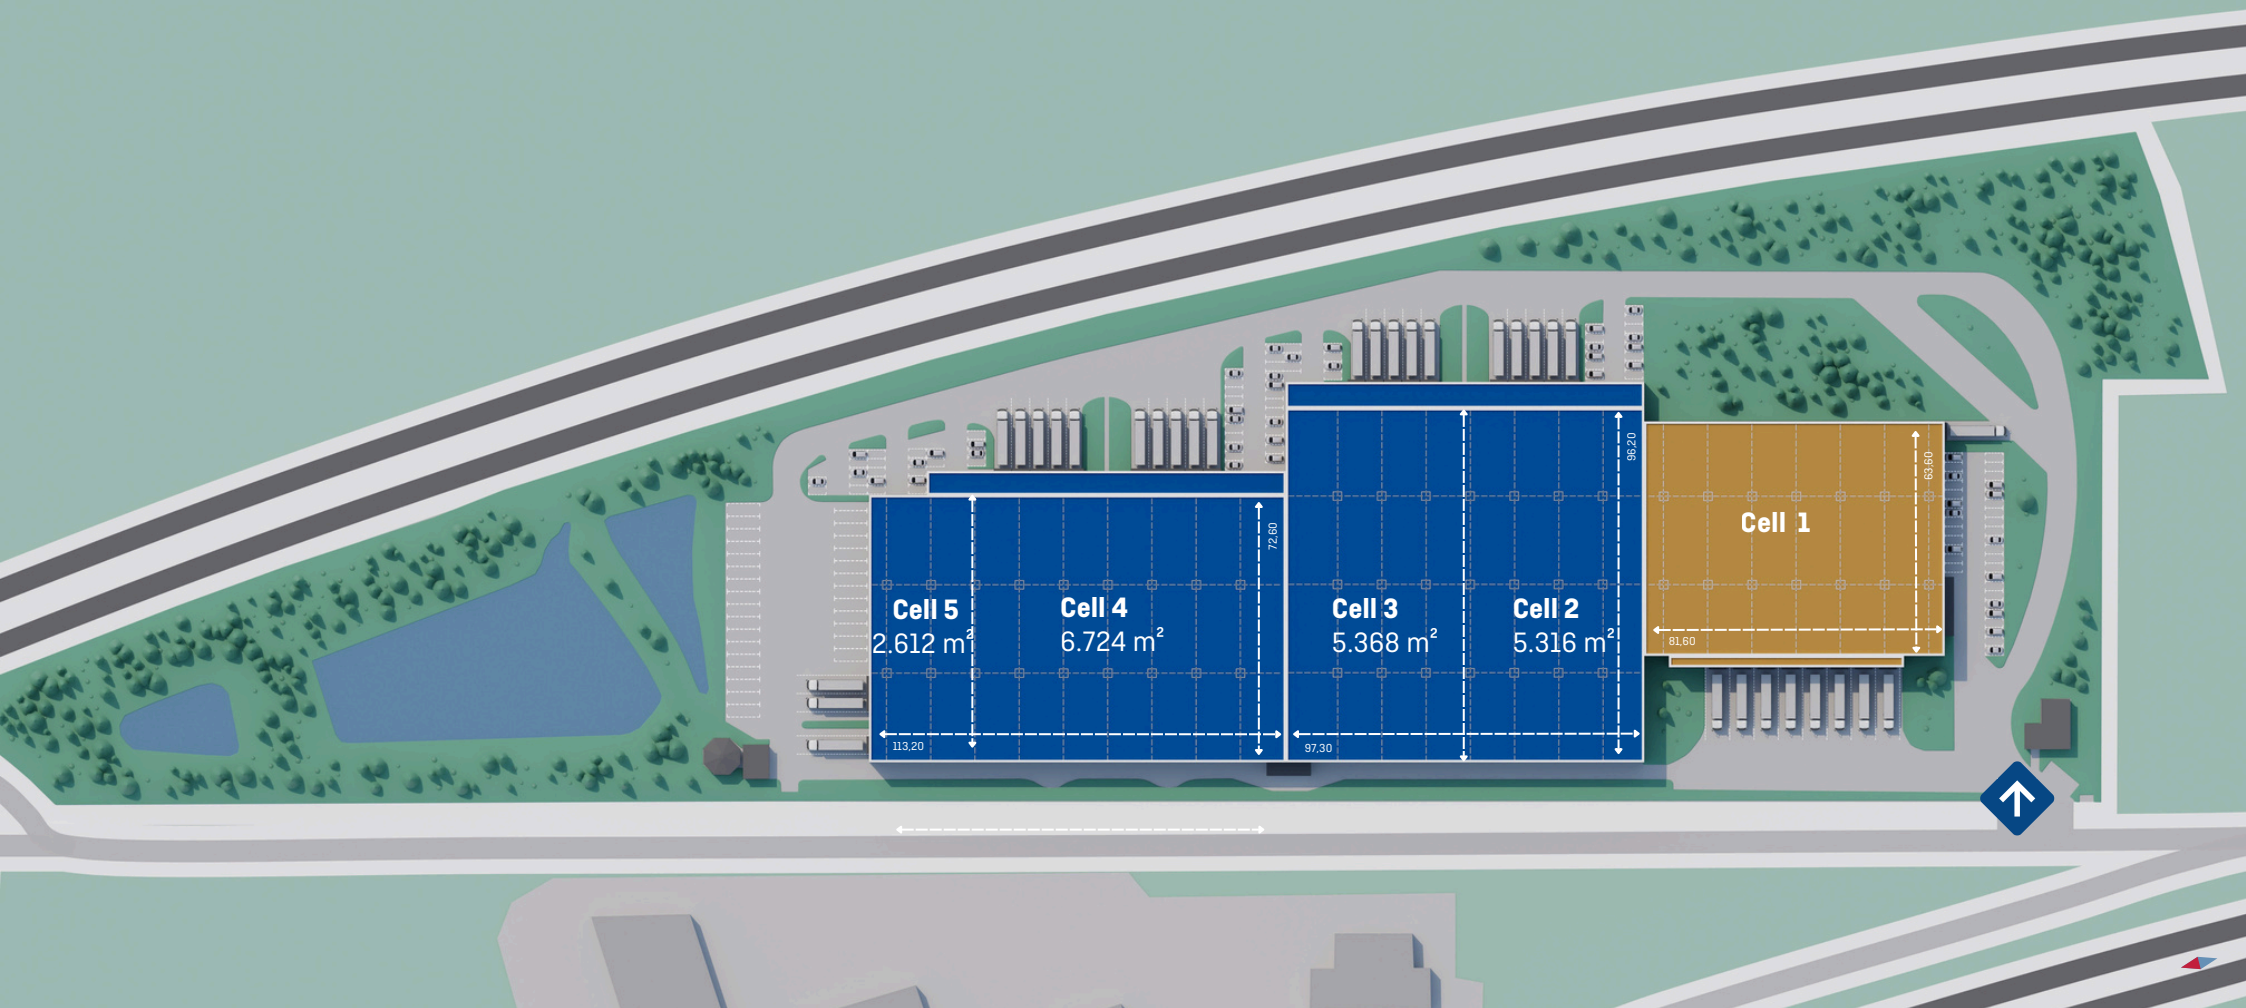 Cell 5
2.612 m²
Cell 4
6.724 m²
72,60
113,20
Cell 3
5.368 m²
Cell 2
5.316 m²
96,20
97,30
Cell 1
63,60
81,60